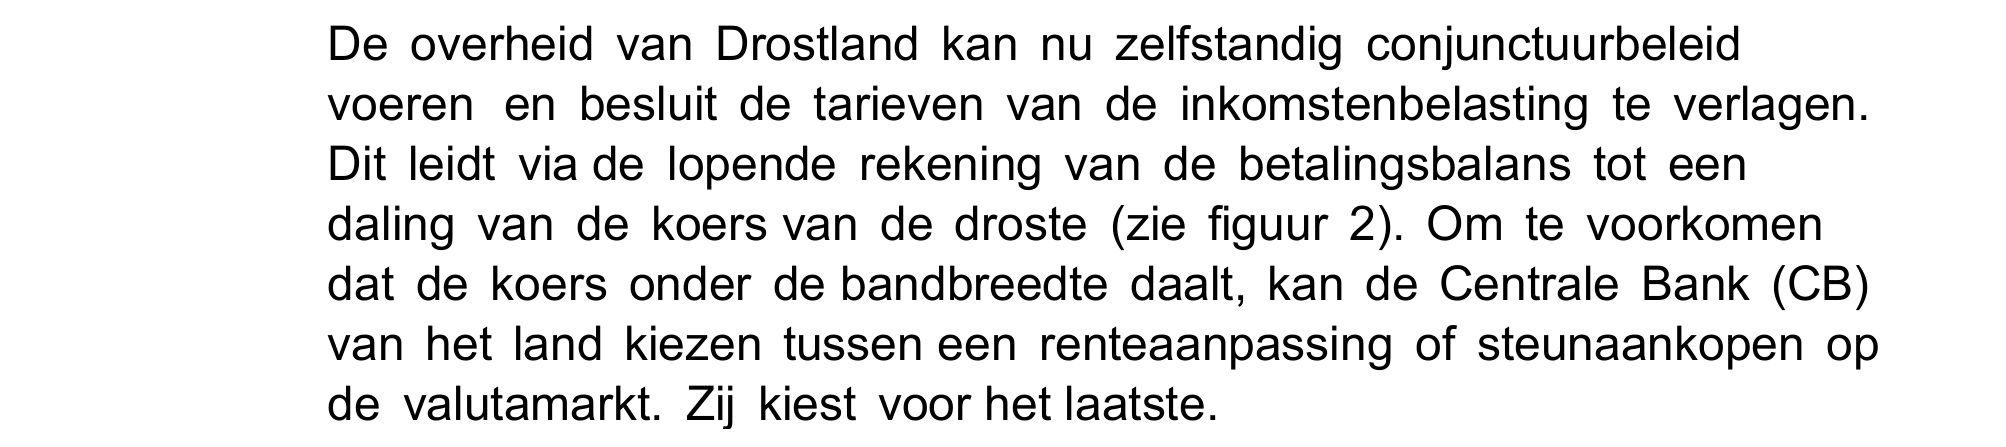 De overheid van Drostland kan nu zelfstandig conjunctuurbeleid
voeren en besluit de tarieven van de inkomstenbelasting te verlagen.
Dit leidt via de lopende rekening van de betalingsbalans tot een
daling van de koers van de droste (zie figuur 2). Om te voorkomen
dat de koers onder de bandbreedte daalt, kan de Centrale Bank (CB)
van het land kiezen tussen een renteaanpassing of steunaankopen op
de valutamarkt. Zij kiest voor het laatste.